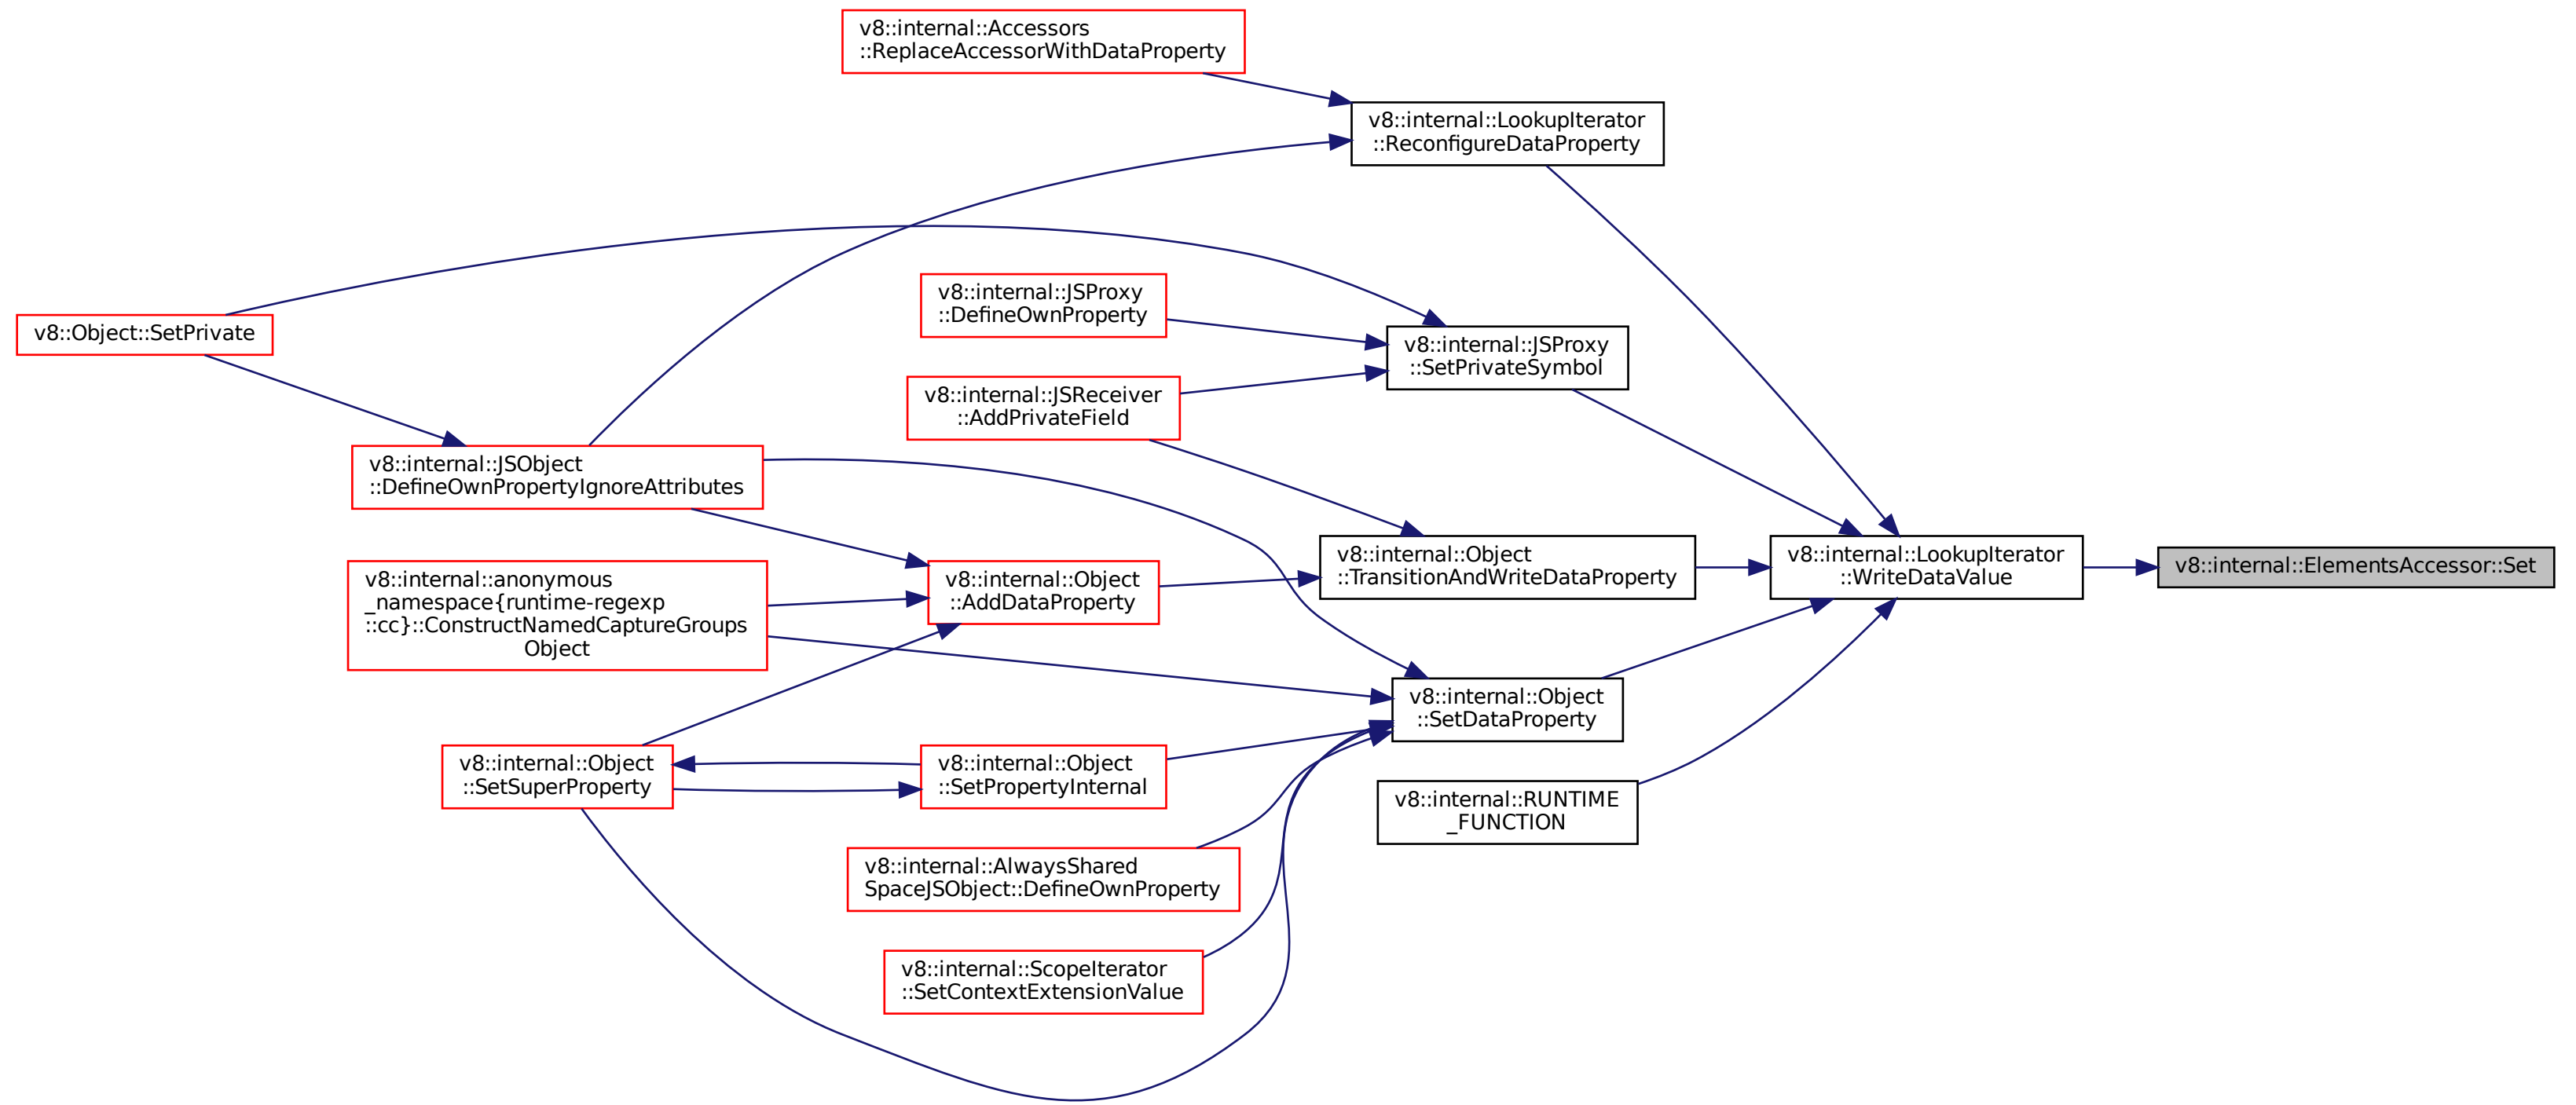 v8::internal::Accessors
::ReplaceAccessorWithDataProperty
v8::internal::LookupIterator
::ReconfigureDataProperty
v8::internal::JSProxy
::DefineOwnProperty
v8::Object::SetPrivate
v8::internal::JSProxy
::SetPrivateSymbol
v8::internal::JSReceiver
::AddPrivateField
v8::internal::JSObject
::DefineOwnPropertyIgnoreAttributes
v8::internal::Object
::TransitionAndWriteDataProperty
v8::internal::LookupIterator
::WriteDataValue
v8::internal::ElementsAccessor::Set
v8::internal::anonymous
_namespace{runtime-regexp
::cc}::ConstructNamedCaptureGroups
Object
v8::internal::Object
::AddDataProperty
v8::internal::Object
::SetDataProperty
v8::internal::Object
::SetSuperProperty
v8::internal::Object
::SetPropertyInternal
v8::internal::RUNTIME
_FUNCTION
v8::internal::AlwaysShared
SpaceJSObject::DefineOwnProperty
v8::internal::ScopeIterator
::SetContextExtensionValue